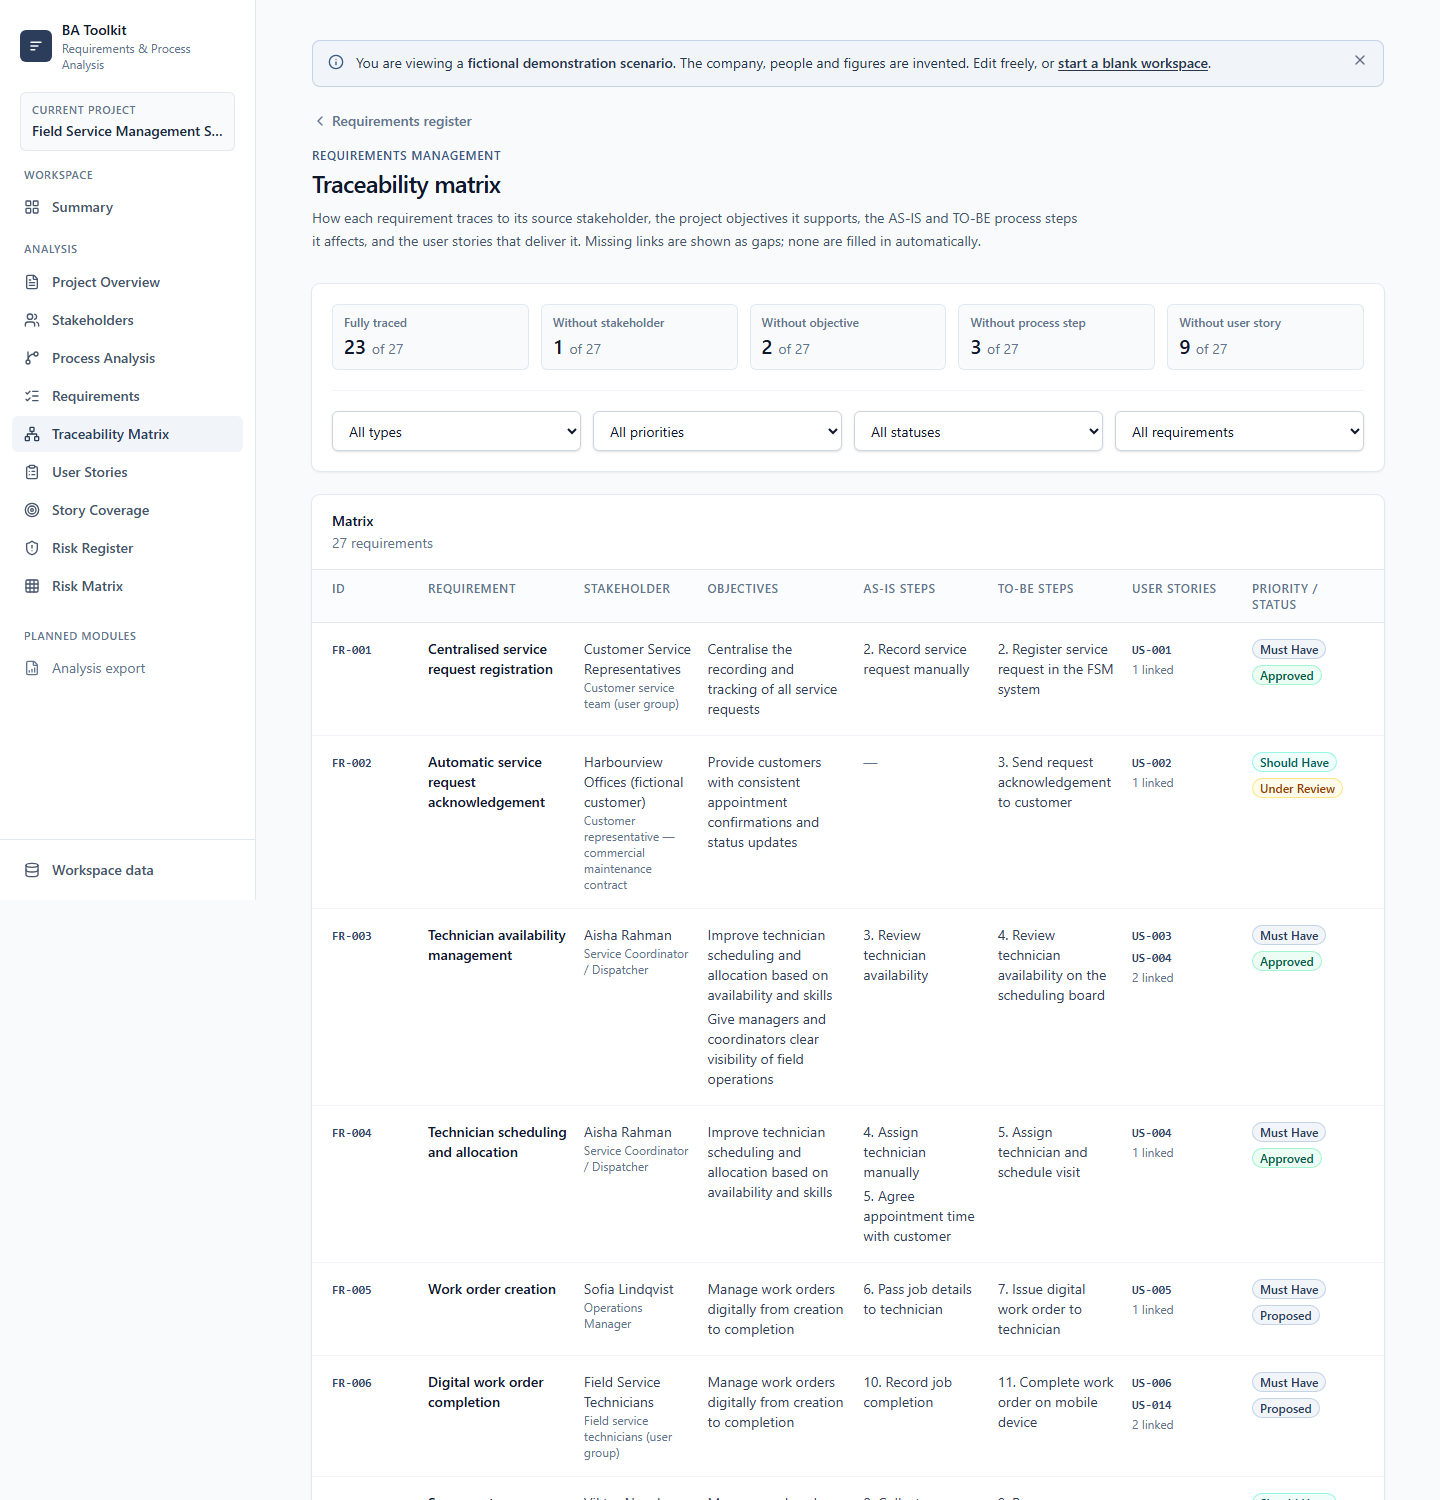 BA Toolkit
Requirements & Process
Analysis
CURRENT PROJECT
Field Service Management S...
WORKSPACE
Summary
ANALYSIS
Project Overview
Stakeholders
Process Analysis
Requirements
Traceability Matrix
User Stories
Story Coverage
Risk Register
Risk Matrix
PLANNED MODULES
Analysis export
Workspace data
You are viewing a fictional demonstration scenario. The company, people and figures are invented. Edit freely, or start a blank workspace.
Requirements register
REQUIREMENTS MANAGEMENT
Traceability matrix
How each requirement traces to its source stakeholder, the project objectives it supports, the AS-IS and TO-BE process steps
it affects, and the user stories that deliver it. Missing links are shown as gaps; none are filled in automatically.
Fully traced
23 of 27
Without stakeholder
1 of 27
Without objective
2 of 27
Without process step
3 of 27
Without user story
9 of 27
All types
All priorities
All statuses
All requirements
Matrix
27 requirements
ID
REQUIREMENT
STAKEHOLDER
OBJECTIVES
AS-IS STEPS
TO-BE STEPS
USER STORIES
PRIORITY /
STATUS
FR-001
Centralised service
request registration
Customer Service
Representatives
Customer service
team (user group)
Centralise the
recording and
tracking of all service
requests
2. Record service
request manually
2. Register service
request in the FSM
system
US-001
1 linked
Must Have
Approved
FR-002
Automatic service
request
acknowledgement
Harbourview
Offices (fictional
customer)
Customer
representative —
commercial
maintenance
contract
Provide customers
with consistent
appointment
confirmations and
status updates
—
3. Send request
acknowledgement
to customer
US-002
1 linked
Should Have
Under Review
FR-003
Technician availability
management
Aisha Rahman
Service Coordinator
/ Dispatcher
Improve technician
scheduling and
allocation based on
availability and skills
Give managers and
coordinators clear
visibility of field
operations
3. Review
technician
availability
4. Review
technician
availability on the
scheduling board
US-003
US-004
2 linked
Must Have
Approved
FR-004
Technician scheduling
and allocation
Aisha Rahman
Service Coordinator
/ Dispatcher
Improve technician
scheduling and
allocation based on
availability and skills
4. Assign
technician
manually
5. Agree
appointment time
with customer
5. Assign
technician and
schedule visit
US-004
1 linked
Must Have
Approved
FR-005
Work order creation
Sofia Lindqvist
Operations
Manager
Manage work orders
digitally from creation
to completion
6. Pass job details
to technician
7. Issue digital
work order to
technician
US-005
1 linked
Must Have
Proposed
FR-006
Digital work order
completion
Field Service
Technicians
Field service
technicians (user
group)
Manage work orders
digitally from creation
to completion
10. Record job
completion
11. Complete work
order on mobile
device
US-006
US-014
2 linked
Must Have
Proposed